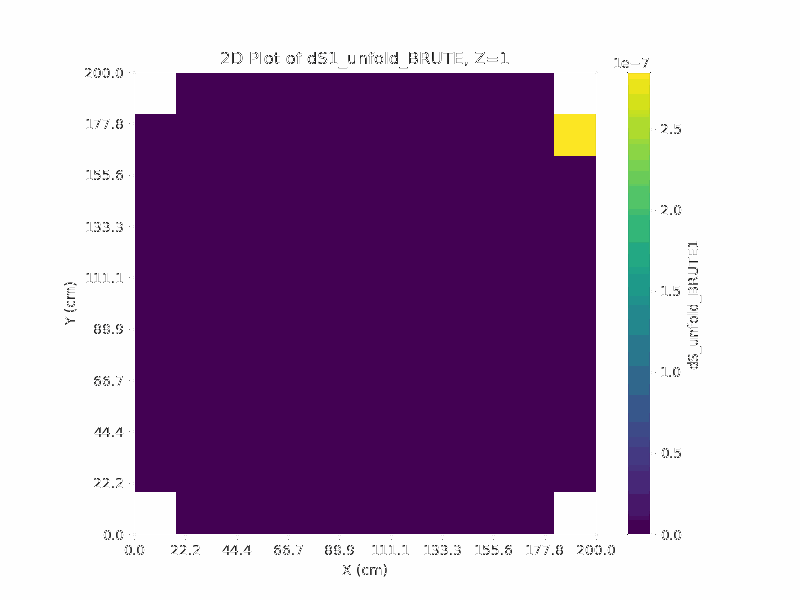 2D Plot of dS1_unfold_BRUTE, Z=1
1e−7
200.0
177.8
155.6
133.3
111.1
88.9
66.7
44.4
22.2
0.0
Y (cm)
0.0 22.2 44.4 66.7 88.9 111.1 133.3 155.6 177.8 200.0
X (cm)
2.5
2.0
1.5
1.0
0.5
0.0
dS_unfold_BRUTE1